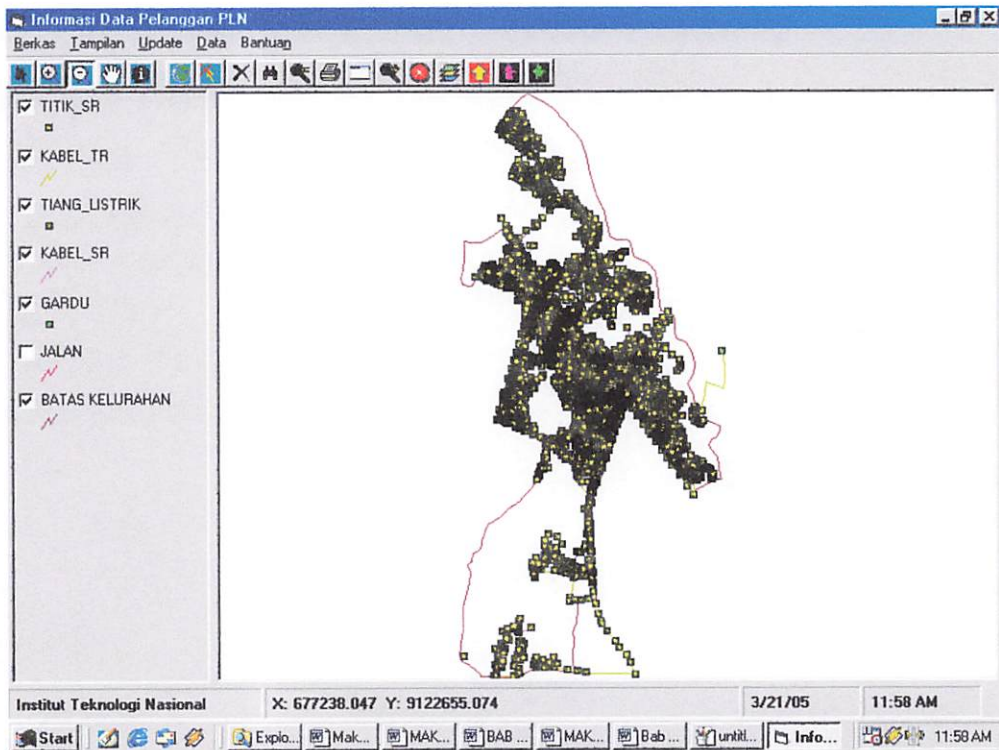 Informasi Data Pelanggan PLN
Berkas Tampilan Update Data Bantuan
TITIK_SR
KABEL_TR
TIANG_LISTRIK
KABEL_SR
GARDU
JALAN
BATAS KELURAHAN
Institut Teknologi Nasional X: 677238.047 Y: 9122655.074 3/21/05 11:58 AM
Start Explo... Mak... MAK... BAB ... MAK... Bab ... untitl... Info... 11:58 AM